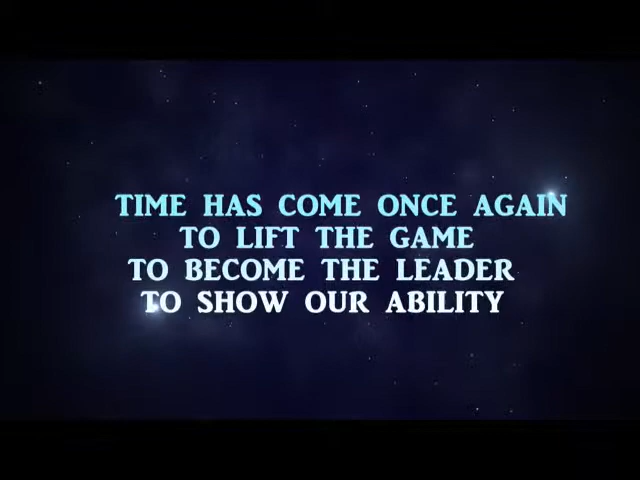 TIME HAS COME ONCE AGAIN
TO LIFT THE GAME
TO BECOME THE LEADER
TO SHOW OUR ABILITY